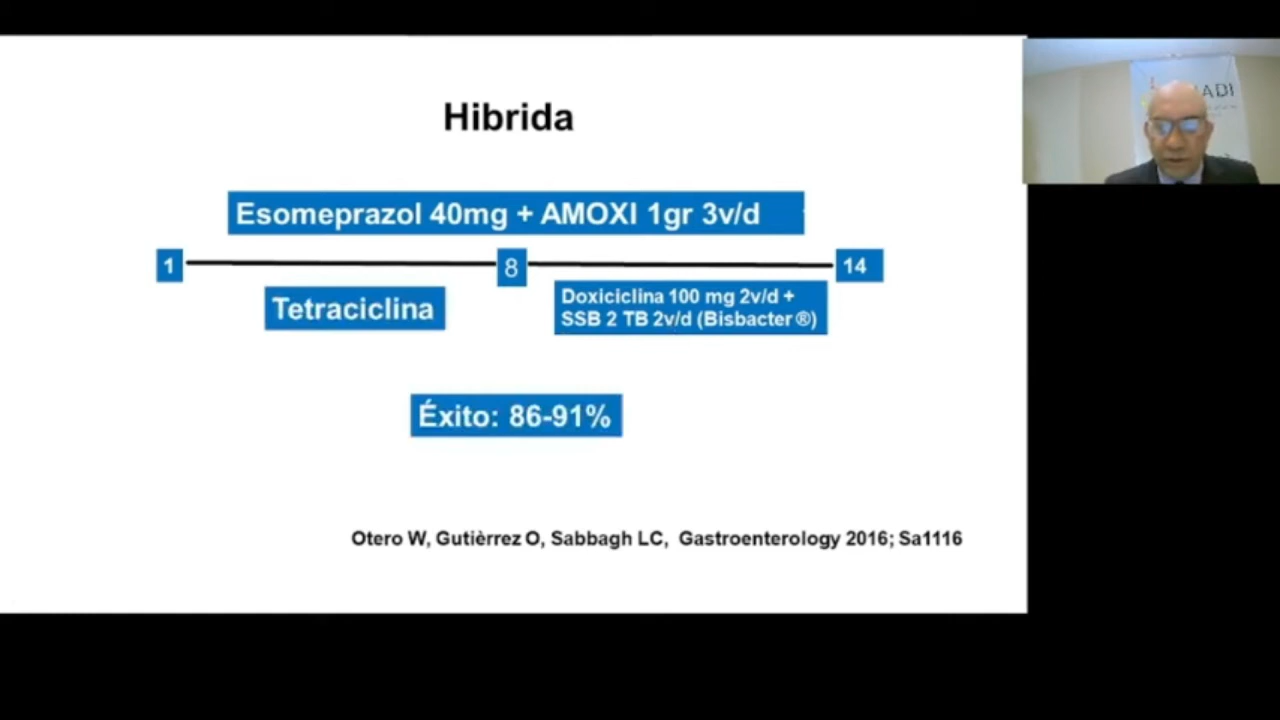 Hibrida
Esomeprazol 40mg + AMOXI 1gr 3v/d
1
8
14
Tetraciclina
Doxiciclina 100 mg 2v/d +
SSB 2 TB 2v/d (Bisbacter ®)
Éxito: 86-91%
Otero W, Gutièrrez O, Sabbagh LC, Gastroenterology 2016; Sa1116